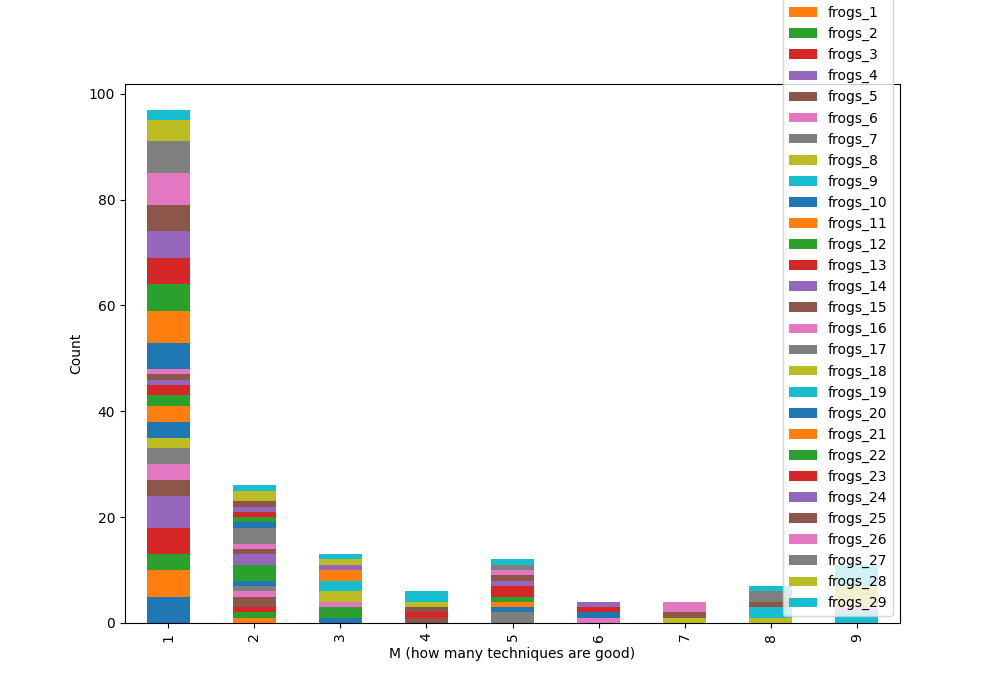 frogs_1
frogs_2
frogs_3
frogs_4
frogs_5
frogs_6
frogs_7
frogs_8
frogs_9
frogs_10
frogs_11
frogs_12
frogs_13
frogs_14
frogs_15
frogs_16
frogs_17
frogs_18
frogs_19
frogs_20
frogs_21
frogs_22
frogs_23
frogs_24
frogs_25
frogs_26
frogs_27
frogs_28
frogs_29
100
80
60
40
20
0
Count
1 2 3 4 5 6 7 8 9
M (how many techniques are good)